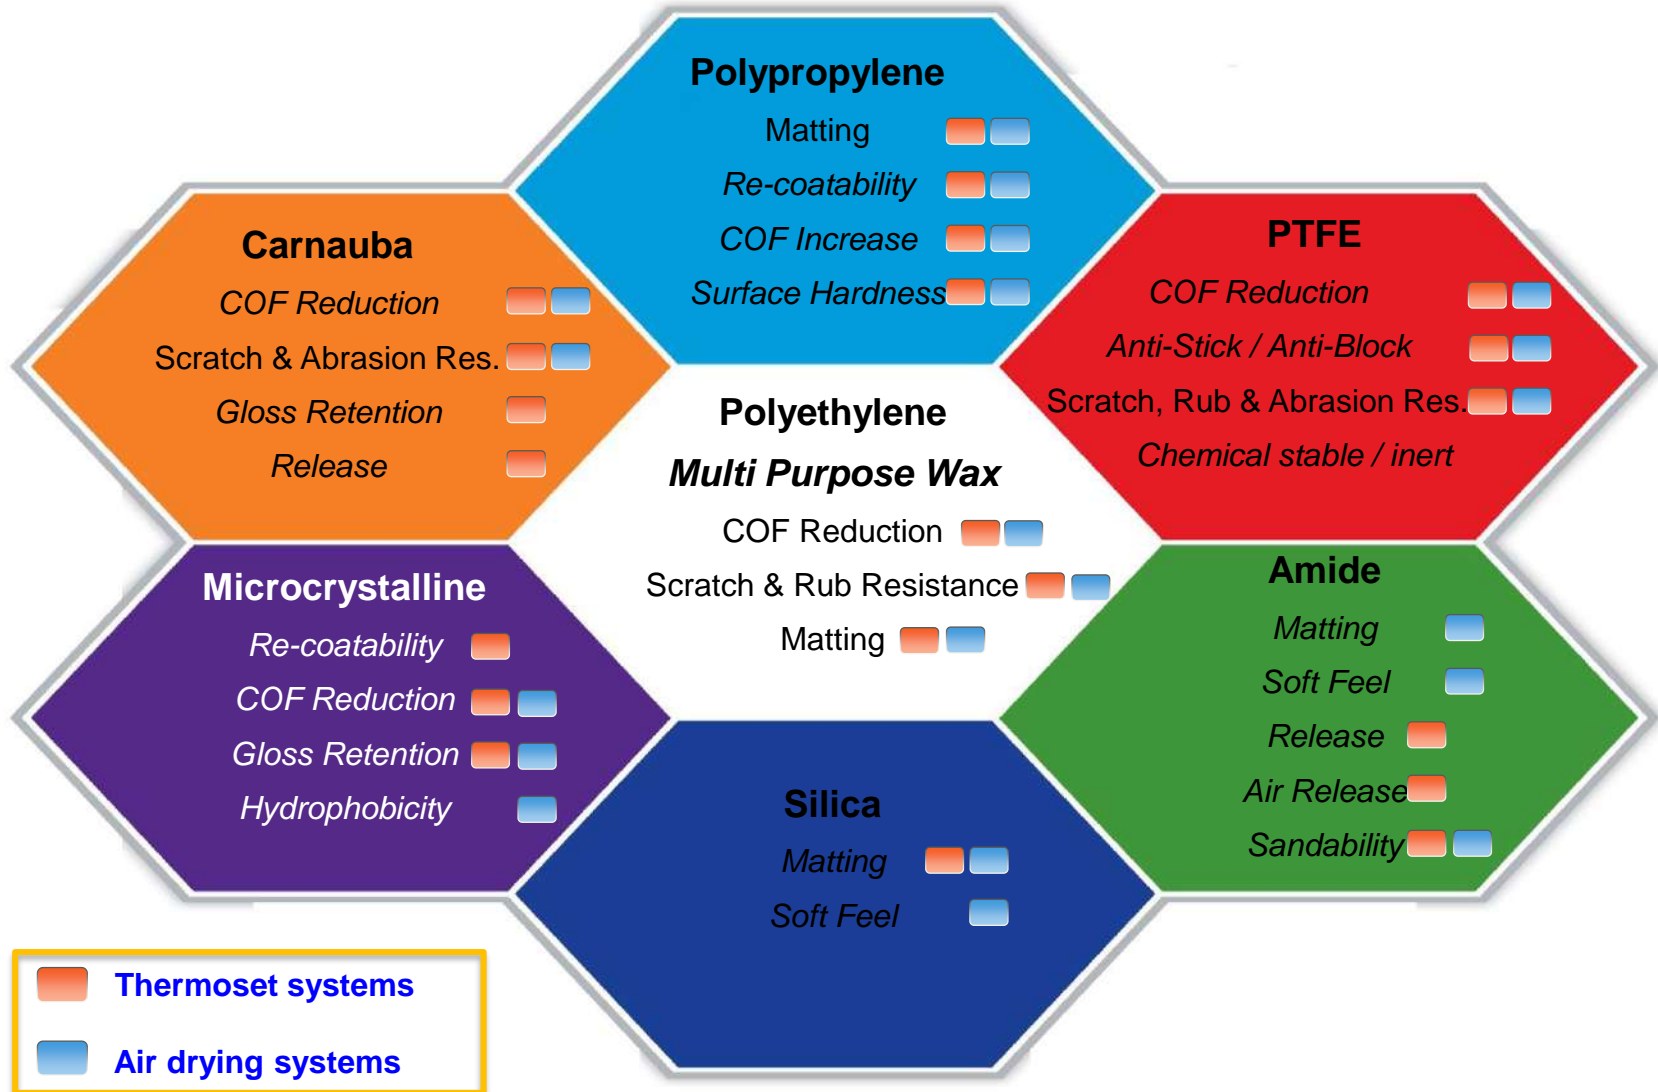 Polypropylene
Matting
Re-coatability
COF Increase
Surface Hardness
Carnauba
COF Reduction
Scratch & Abrasion Res.
Gloss Retention
Release
PTFE
COF Reduction
Anti-Stick / Anti-Block
Scratch, Rub & Abrasion Res.
Chemical stable / inert
Polyethylene
Multi Purpose Wax
COF Reduction
Scratch & Rub Resistance
Matting
Microcrystalline
Re-coatability
COF Reduction
Gloss Retention
Hydrophobicity
Amide
Matting
Soft Feel
Release
Air Release
Sandability
Silica
Matting
Soft Feel
Thermoset systems
Air drying systems